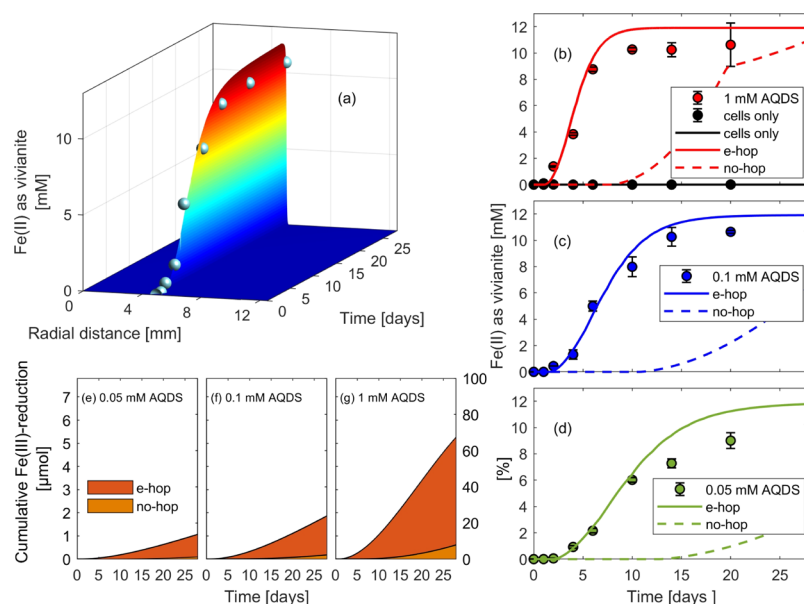 (a)
Fe(II) as vivianite
[mM]
10
5
0
4
8
12
Radial distance [mm]
0
5
10
15
20
25
Time [days]
(b)
12
10
8
6
4
2
0
0 10 20
1 mM AQDS
cells only
cells only
e-hop
no-hop
Fe(II) as vivianite [mM]
(c)
12
10
8
6
4
2
0
0 10 20
0.1 mM AQDS
e-hop
no-hop
(d)
12
10
8
6
4
2
0
0 10 20
0.05 mM AQDS
e-hop
no-hop
Time [days ]
Cumulative Fe(III)-reduction
[µmol]
7
6
5
4
3
2
1
0
(e) 0.05 mM AQDS
(f) 0.1 mM AQDS
(g) 1 mM AQDS
e-hop
no-hop
100
80
60
40
20
0
[%]
0 5 10 15 20 25
0 5 10 15 20 25
0 5 10 15 20 25
Time [days]